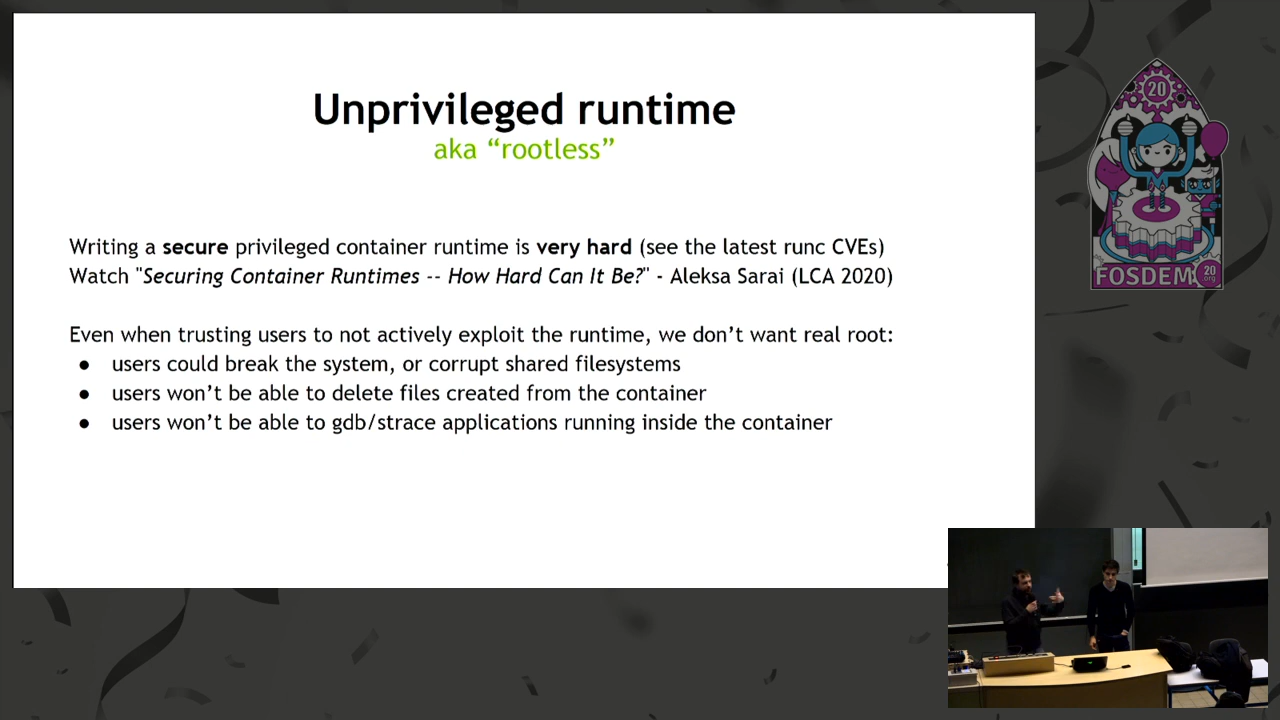 Unprivileged runtime
aka “rootless”
Writing a secure privileged container runtime is very hard (see the latest runc CVEs)
Watch "Securing Container Runtimes -- How Hard Can It Be?" - Aleksa Sarai (LCA 2020)
Even when trusting users to not actively exploit the runtime, we don’t want real root:
● users could break the system, or corrupt shared filesystems
● users won’t be able to delete files created from the container
● users won’t be able to gdb/strace applications running inside the container
20
FOSDEM
20
org